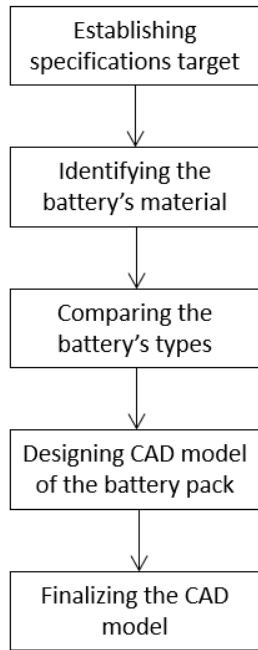 Establishing
specifications target
Identifying the
battery's material
Comparing the
battery's types
Designing CAD model
of the battery pack
Finalizing the CAD
model